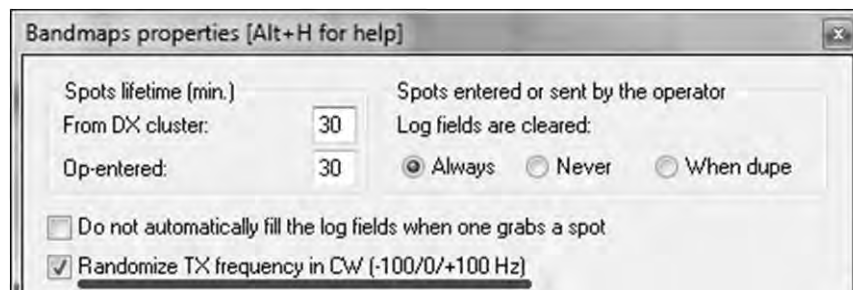 Bandmaps properties [Alt+H for help]
Spots lifetime (min.)
From DX cluster: 30
Op-entered: 30
Spots entered or sent by the operator
Log fields are cleared:
Always Never When dupe
Do not automatically fill the log fields when one grabs a spot
Randomize TX frequency in CW (-100/0/+100 Hz)